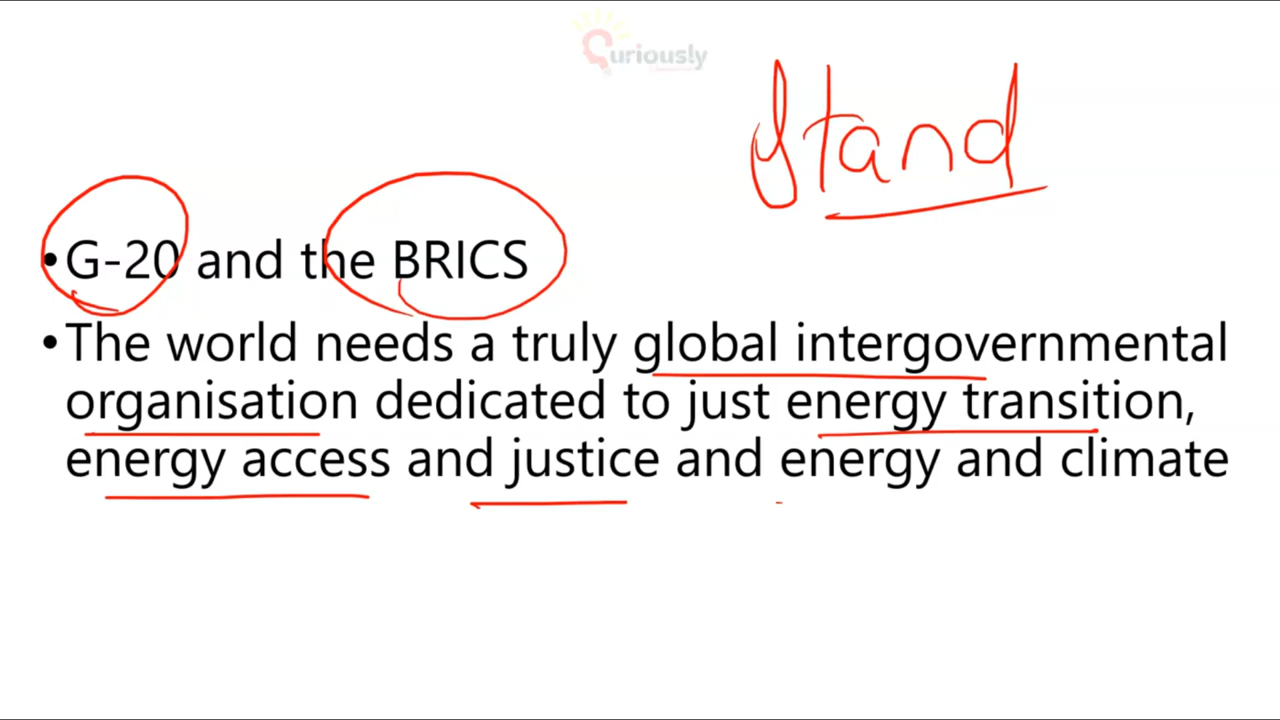 Curiously
Stand
•G-20 and the BRICS
•The world needs a truly global intergovernmental
organisation dedicated to just energy transition,
energy access and justice and energy and climate